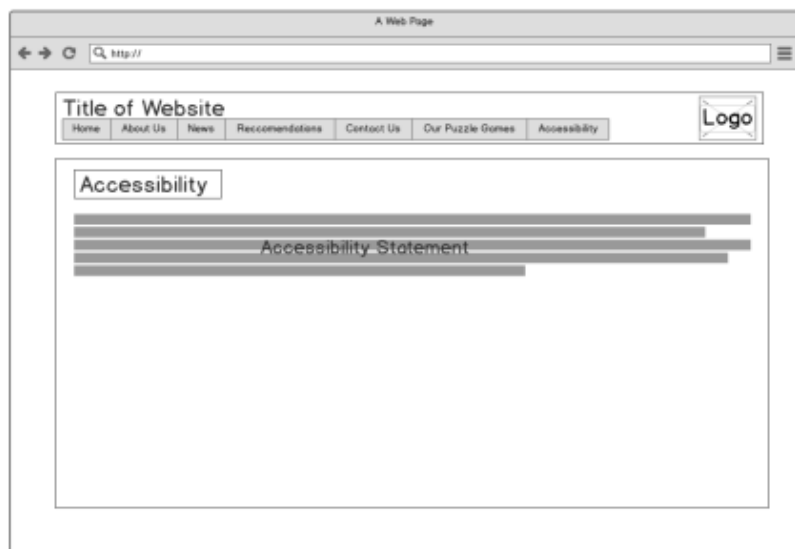 A Web Page
http://
Title of Website
Logo
Home About Us News Reccomendations Contact Us Our Puzzle Games Accessibility
Accessibility
Accessibility Statement